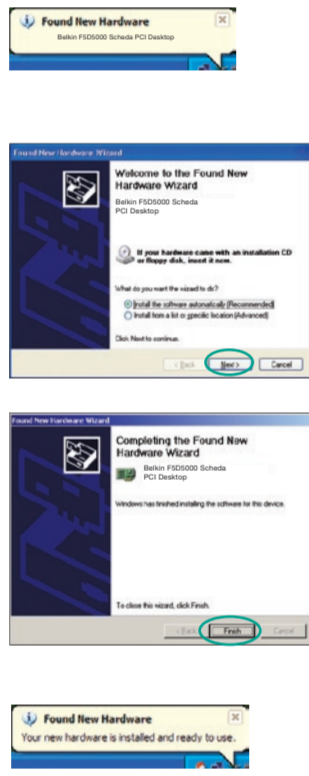 Found New Hardware
Belkin F5D5000 Scheda PCI Desktop
Found New Hardware Wizard
Welcome to the Found New
Hardware Wizard
Belkin F5D5000 Scheda
PCI Desktop
If your hardware came with an installation CD
or floppy disk, insert it now.
What do you want the wizard to do?
Install the software automatically (Recommended)
Install from a list or specific location (Advanced)
Click Next to continue.
< Back
Next >
Cancel
Found New Hardware Wizard
Completing the Found New
Hardware Wizard
Belkin F5D5000 Scheda
PCI Desktop
Windows has finished installing the software for this device.
To close this wizard, click Finish.
< Back
Finish
Cancel
Found New Hardware
Your new hardware is installed and ready to use.